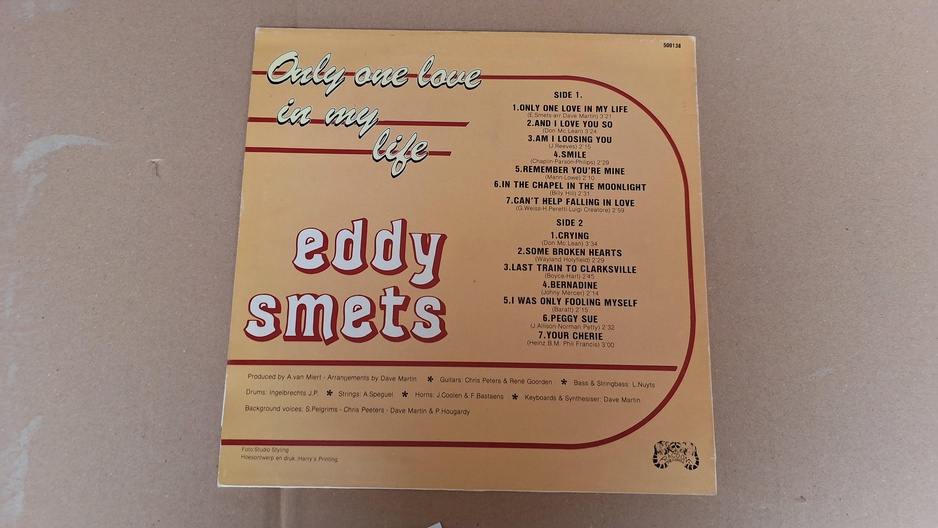 500138
Only one love
in my
life
eddy
smets
SIDE 1.
1.ONLY ONE LOVE IN MY LIFE
(E.Smets-arr Dave Martin) 3'21
2.AND I LOVE YOU SO
(Don Mc.Lean) 3'24
3.AM I LOOSING YOU
(J.Reeves) 2'15
4.SMILE
(Chaplin-Parson-Philips) 2'29
5.REMEMBER YOU'RE MINE
(Mann-Lowe) 2'10
6.IN THE CHAPEL IN THE MOONLIGHT
(Billy Hill) 2'31
7.CAN'T HELP FALLING IN LOVE
(G.Weiss-H.Peretti-Luigi Creatore) 2'59
SIDE 2
1.CRYING
(Don Mc.Lean) 3'34
2.SOME BROKEN HEARTS
(Wayland Holyfield) 2'29
3.LAST TRAIN TO CLARKSVILLE
(Boyce-Hart) 2'45
4.BERNADINE
(Johny Mercer) 2'14
5.I WAS ONLY FOOLING MYSELF
(Baratt) 2'15
6.PEGGY SUE
(J.Allison-Norman Petty) 2'32
7.YOUR CHERIE
(Heinz B.M. Phil Francis) 3'00
Produced by A.van Miert - Arrangements by Dave Martin * Guitars: Chris Peters & René Goorden * Bass & Stringbass: L.Nuyts
Drums: Ingelbrechts J.P. * Strings: A.Speguel * Horns: J.Coolen & F.Bastaens * Keyboards & Synthesiser: Dave Martin
Background voices: S.Pelgrims - Chris Peeters - Dave Martin & P.Hougardy
Foto:Studio Styling
Hoesontwerp en druk: Harry's Printing